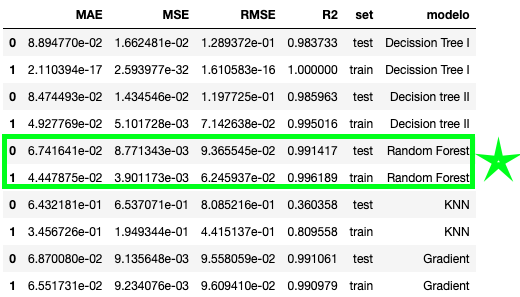 MAE MSE RMSE R2 set modelo
0 8.894770e-02 1.662481e-02 1.289372e-01 0.983733 test Decission Tree I
1 2.110394e-17 2.593977e-32 1.610583e-16 1.000000 train Decission Tree I
0 8.474493e-02 1.434546e-02 1.197725e-01 0.985963 test Decision tree II
1 4.927769e-02 5.101728e-03 7.142638e-02 0.995016 train Decision tree II
0 6.741641e-02 8.771343e-03 9.365545e-02 0.991417 test Random Forest
1 4.447875e-02 3.901173e-03 6.245937e-02 0.996189 train Random Forest
0 6.432181e-01 6.537071e-01 8.085216e-01 0.360358 test KNN
1 3.456726e-01 1.949344e-01 4.415137e-01 0.809558 train KNN
0 6.870080e-02 9.135648e-03 9.558059e-02 0.991061 test Gradient
1 6.551731e-02 9.234076e-03 9.609410e-02 0.990979 train Gradient